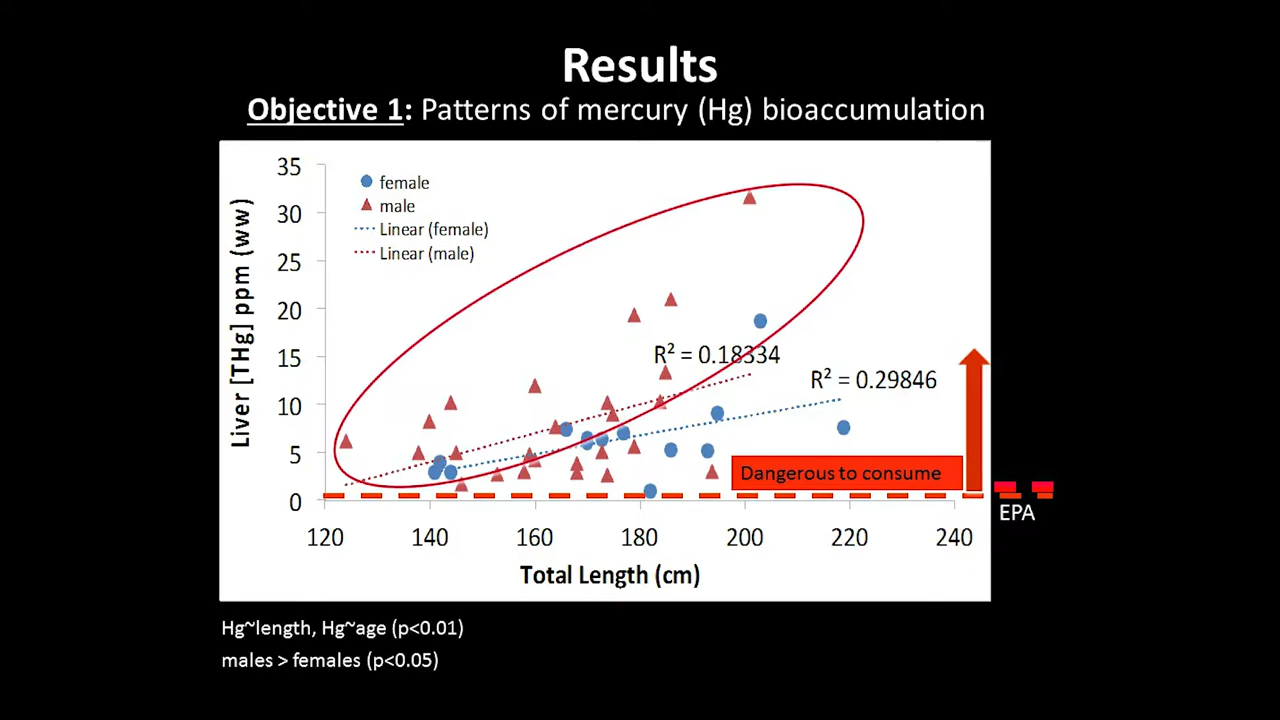 Results
Objective 1: Patterns of mercury (Hg) bioaccumulation
35
30
25
20
15
10
5
0
Liver [THg] ppm (ww)
female
male
Linear (female)
Linear (male)
R² = 0.18334
R² = 0.29846
Dangerous to consume
EPA
120 140 160 180 200 220 240
Total Length (cm)
Hg~length, Hg~age (p<0.01)
males > females (p<0.05)